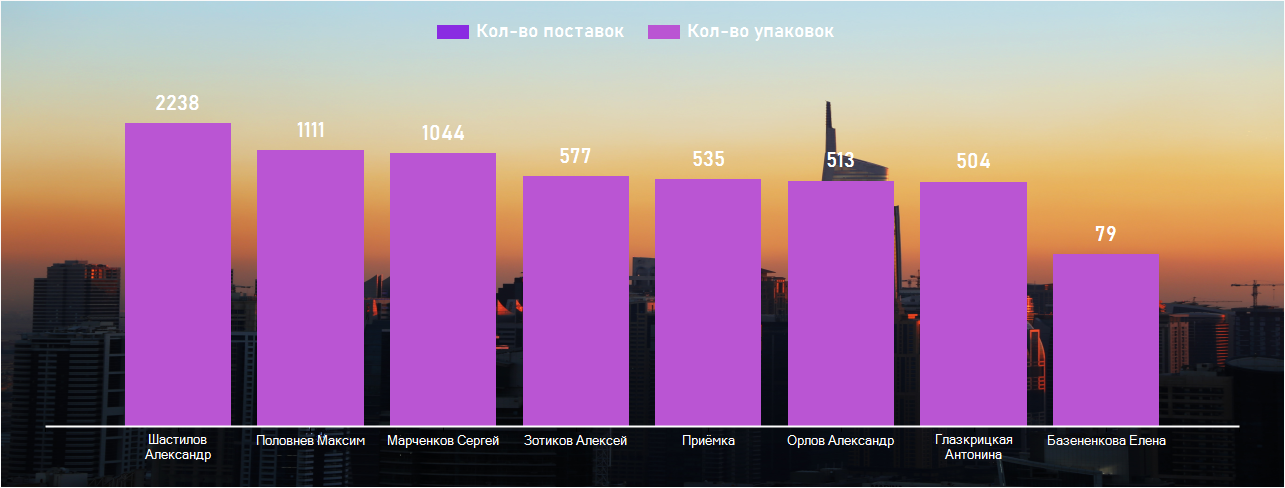 Кол-во поставок Кол-во упаковок
2238
1111
1044
577
535
513
504
79
Шастилов
Александр
Половнев Максим
Марченков Сергей
Зотиков Алексей
Приёмка
Орлов Александр
Глазкрицкая
Антонина
Базененкова Елена